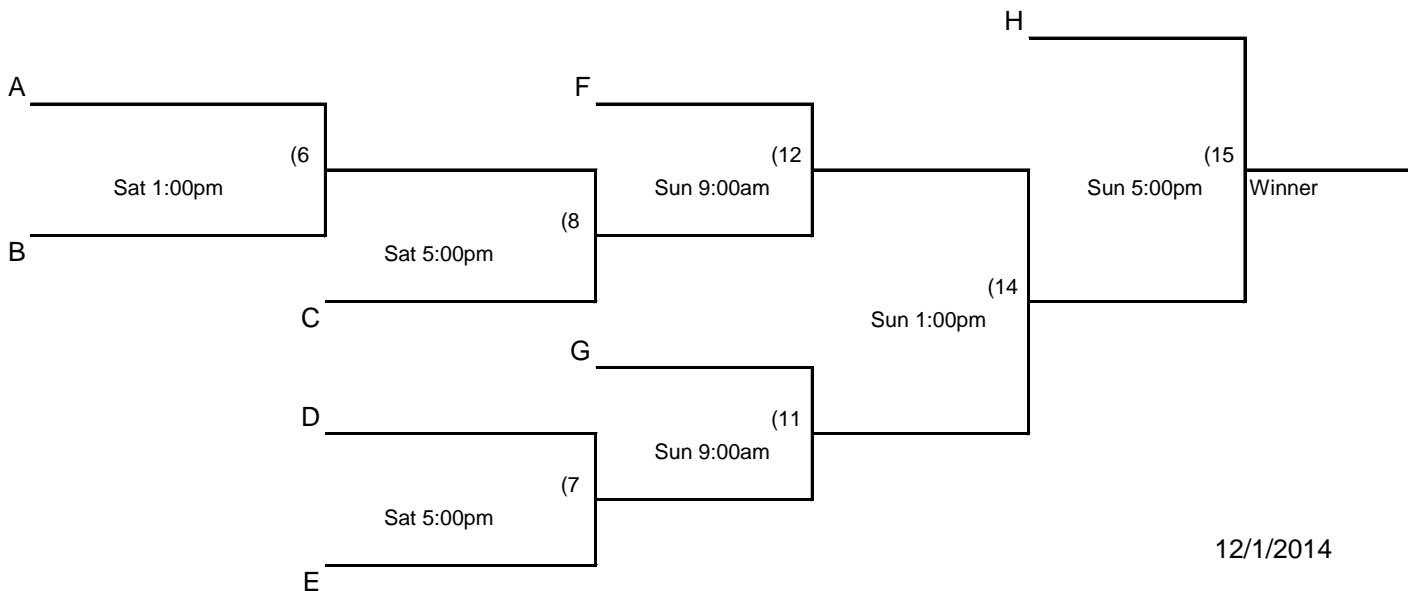 H
A
F
(6
(12
(15
Sat 1:00pm
Sun 9:00am
Sun 5:00pm
Winner
(8
B
Sat 5:00pm
(14
C
Sun 1:00pm
G
D
(11
Sun 9:00am
(7
Sat 5:00pm
12/1/2014
E